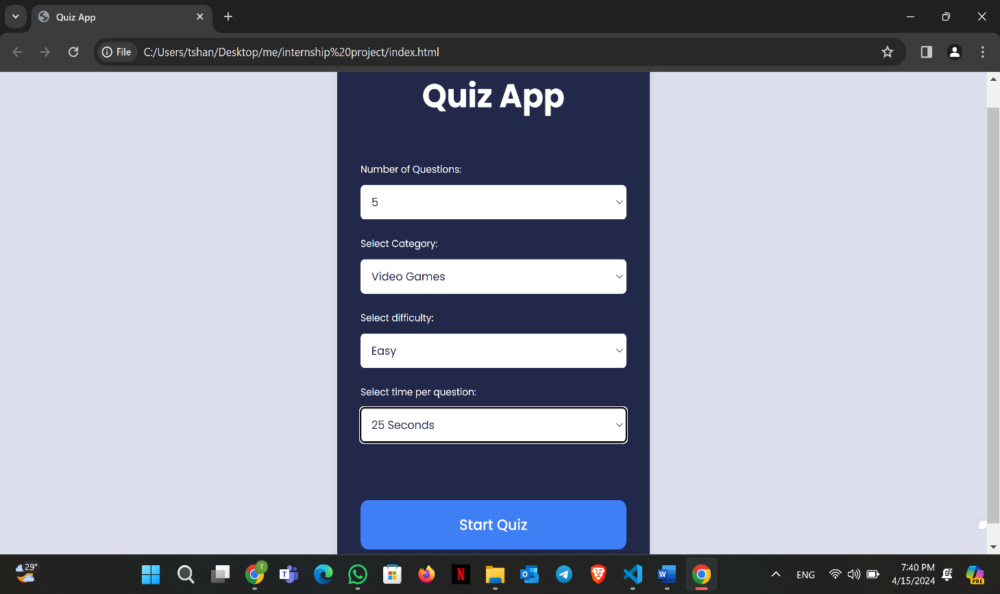 Quiz App
File
C:/Users/tshan/Desktop/me/internship%20project/index.html
Quiz App
Number of Questions:
5
Select Category:
Video Games
Select difficulty:
Easy
Select time per question:
25 Seconds
Start Quiz
29°
T
T
N
O
W
ENG
7:40 PM
4/15/2024
PRE